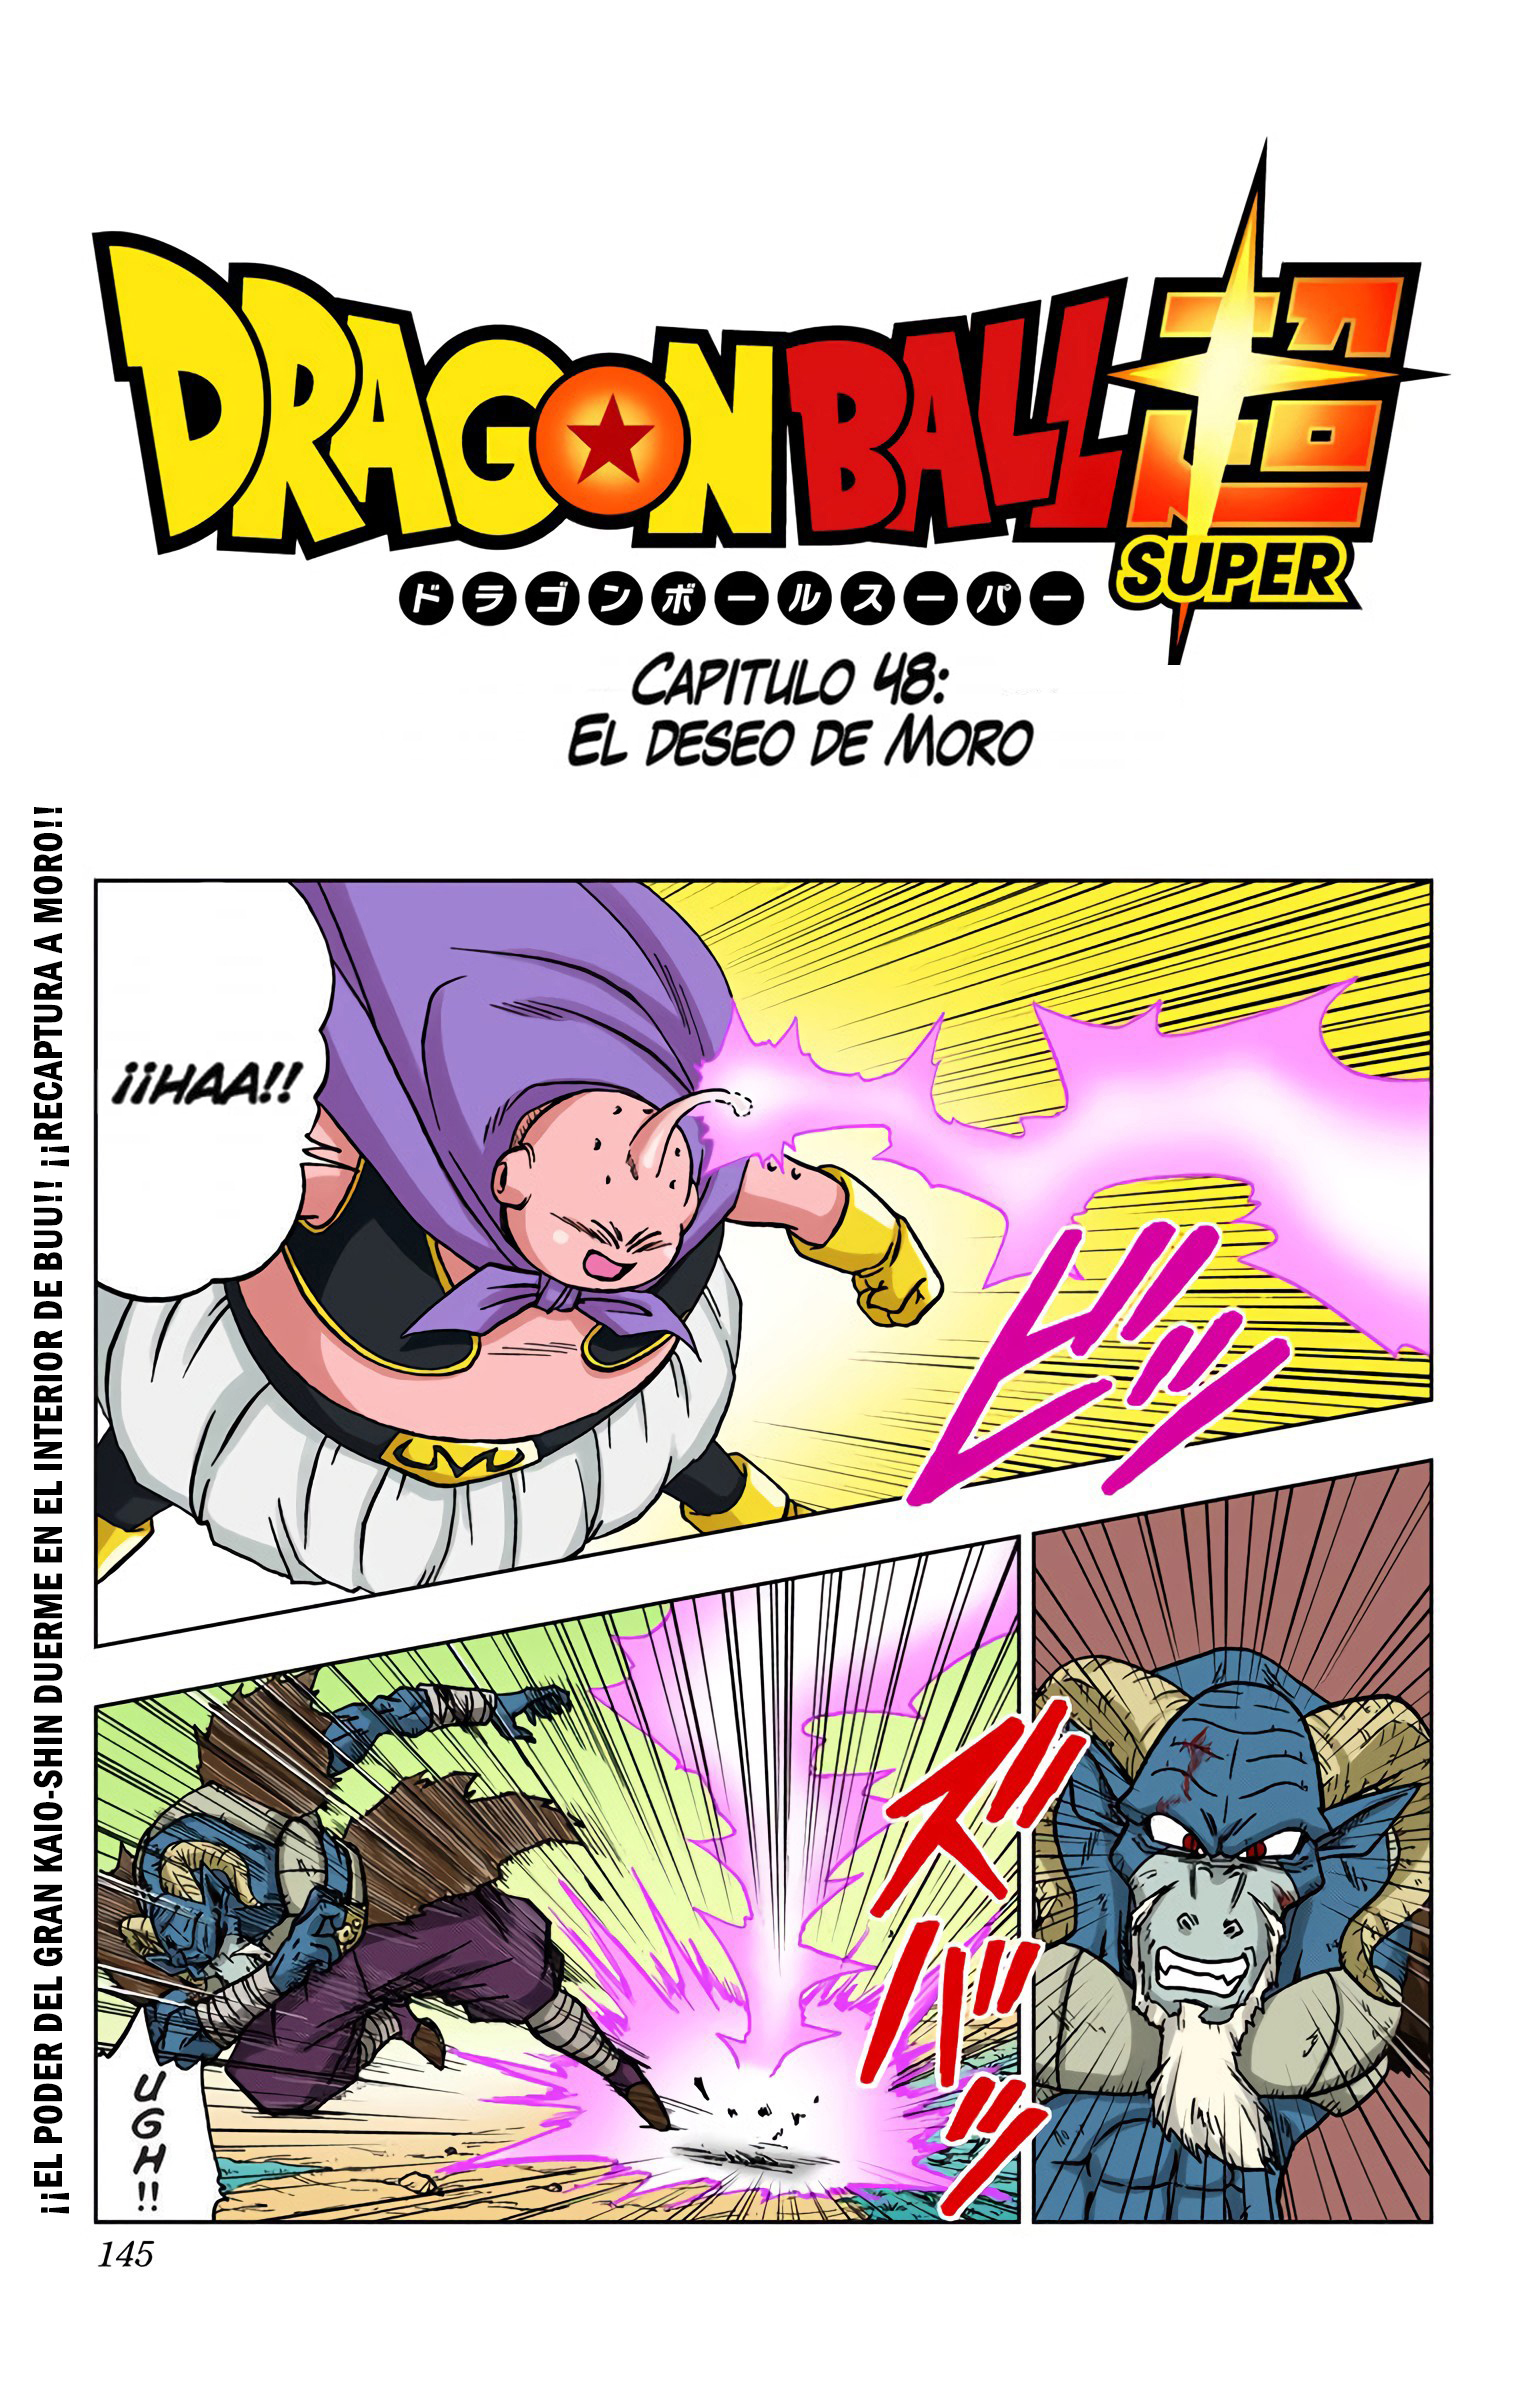 DRAGON BALL 超
SUPER
ドラゴンボールスーパー
CAPITULO 48:
EL DESEO DE MORO
¡¡EL PODER DEL GRAN KAIO-SHIN DUERME EN EL INTERIOR DE BUU!! ¡¡RECAPTURA A MORO!!
¡¡HAA!!
ビッ
ズババッ
UGH!!
145